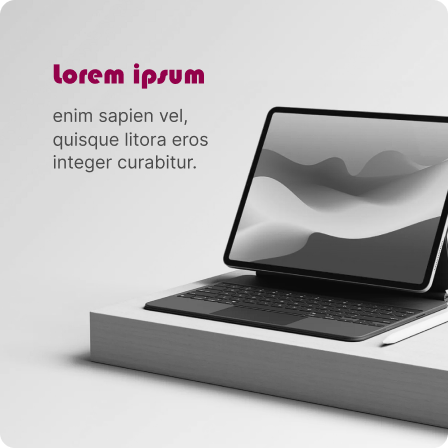 Lorem ipsum
enim sapien vel,
quisque litora eros
integer curabitur.